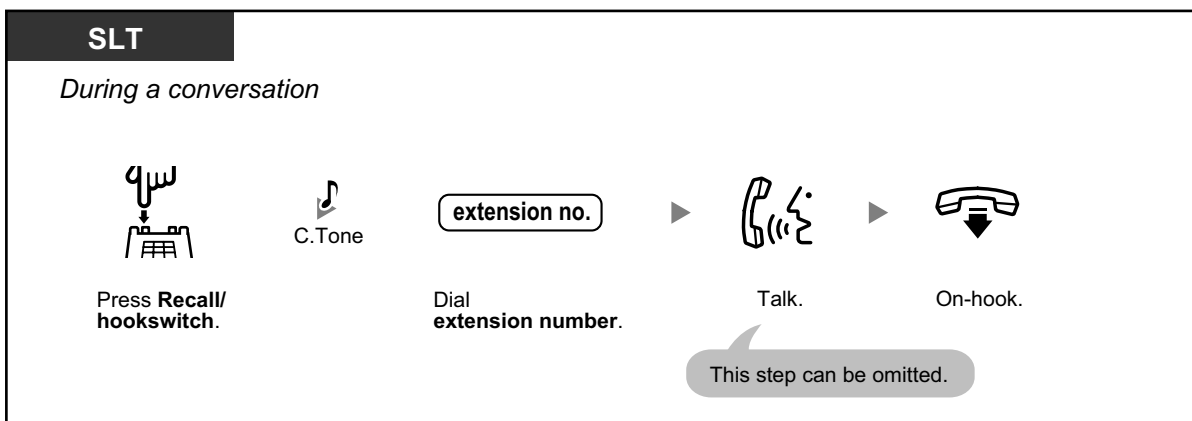 SLT
During a conversation
C.Tone
extension no.
Press Recall/
hookswitch.
Dial
extension number.
Talk.
On-hook.
This step can be omitted.